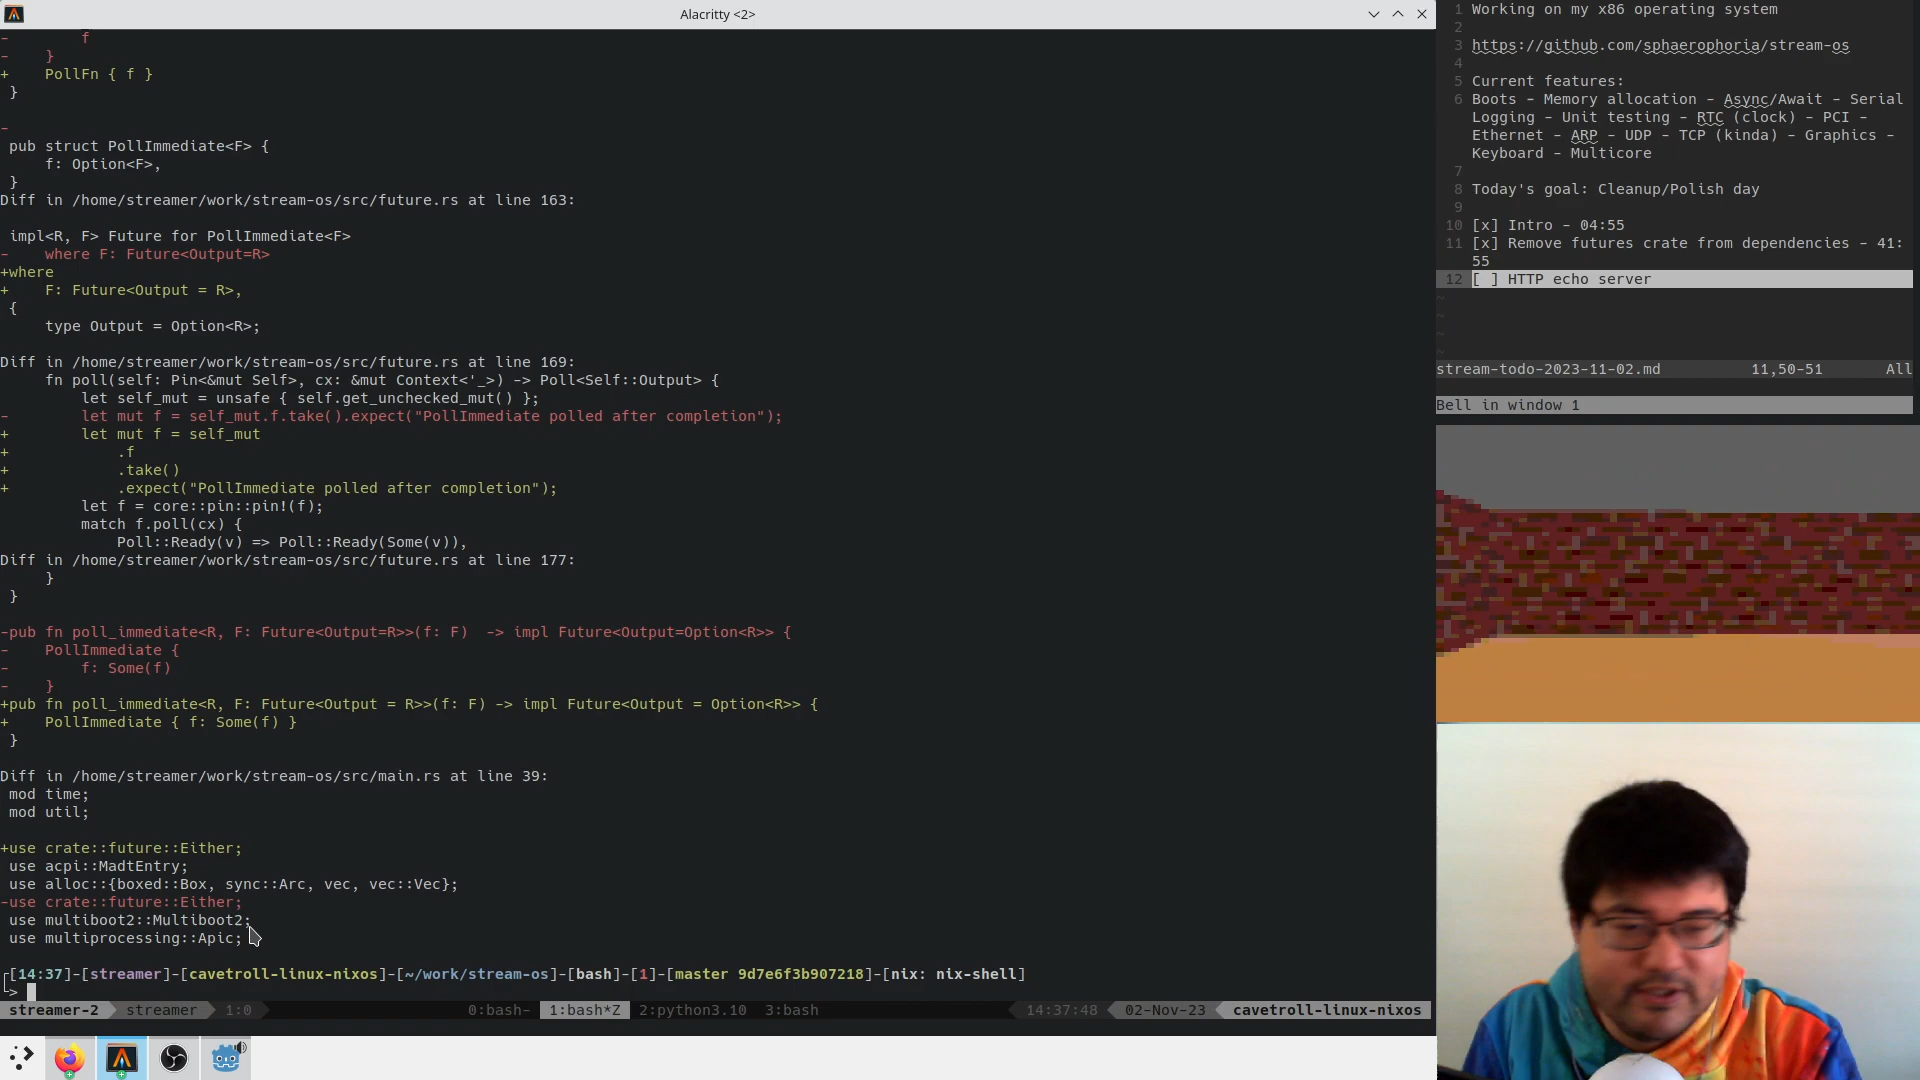 Alacritty <2>
-        f
-    }
+    PollFn { f }
 }
-
 pub struct PollImmediate<F> {
     f: Option<F>,
 }
Diff in /home/streamer/work/stream-os/src/future.rs at line 163:
 impl<R, F> Future for PollImmediate<F>
-    where F: Future<Output=R>
+where
+    F: Future<Output = R>,
 {
     type Output = Option<R>;
Diff in /home/streamer/work/stream-os/src/future.rs at line 169:
     fn poll(self: Pin<&mut Self>, cx: &mut Context<'_>) -> Poll<Self::Output> {
         let self_mut = unsafe { self.get_unchecked_mut() };
-        let mut f = self_mut.f.take().expect("PollImmediate polled after completion");
+        let mut f = self_mut
+            .f
+            .take()
+            .expect("PollImmediate polled after completion");
         let f = core::pin::pin!(f);
         match f.poll(cx) {
             Poll::Ready(v) => Poll::Ready(Some(v)),
Diff in /home/streamer/work/stream-os/src/future.rs at line 177:
     }
 }
-pub fn poll_immediate<R, F: Future<Output=R>>(f: F)  -> impl Future<Output=Option<R>> {
-    PollImmediate {
-        f: Some(f)
-    }
+pub fn poll_immediate<R, F: Future<Output = R>>(f: F) -> impl Future<Output = Option<R>> {
+    PollImmediate { f: Some(f) }
 }
Diff in /home/streamer/work/stream-os/src/main.rs at line 39:
 mod time;
 mod util;
+use crate::future::Either;
 use acpi::MadtEntry;
 use alloc::{boxed::Box, sync::Arc, vec, vec::Vec};
-use crate::future::Either;
 use multiboot2::Multiboot2;
 use multiprocessing::Apic;
[14:37]-[streamer]-[cavetroll-linux-nixos]-[~/work/stream-os]-[bash]-[1]-[master 9d7e6f3b907218]-[nix: nix-shell]
>
streamer-2 streamer 1:0 0:bash- 1:bash*Z 2:python3.10 3:bash 14:37:48 02-Nov-23 cavetroll-linux-nixos
1 Working on my x86 operating system
2
3 https://github.com/sphaerophoria/stream-os
4
5 Current features:
6 Boots - Memory allocation - Async/Await - Serial
Logging - Unit testing - RTC (clock) - PCI -
Ethernet - ARP - UDP - TCP (kinda) - Graphics -
Keyboard - Multicore
7
8 Today's goal: Cleanup/Polish day
9
10 [x] Intro - 04:55
11 [x] Remove futures crate from dependencies - 41:
55
12 [ ] HTTP echo server
~
~
~
~
stream-todo-2023-11-02.md 11,50-51 All
Bell in window 1